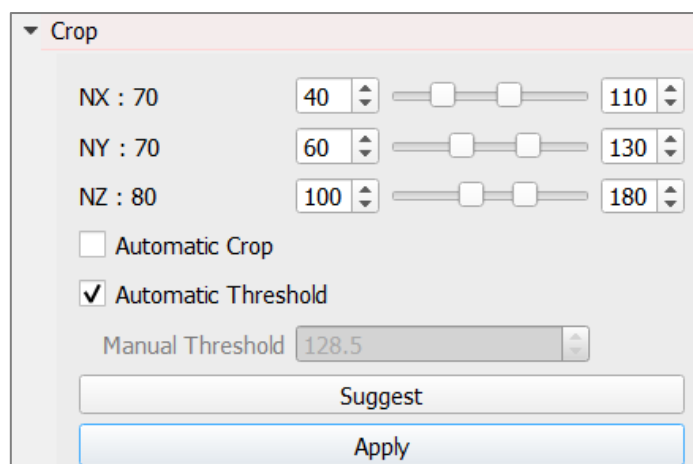 Crop
NX : 70 40 110
NY : 70 60 130
NZ : 80 100 180
Automatic Crop
Automatic Threshold
Manual Threshold 128.5
Suggest
Apply